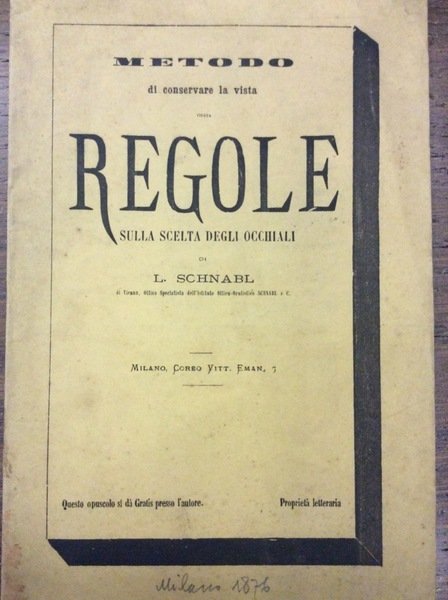 METODO
di conservare la vista
ossia
REGOLE
SULLA SCELTA DEGLI OCCHIALI
DI
L. SCHNABL
di Vienna, Ottico Specialista dell'Istituto Ottico-Oculistico SCHNABL e C.
MILANO, CORSO VITT. EMAN, 7
Questo opuscolo si dà Gratis presso l'autore. Proprietà letteraria
Milano 1876